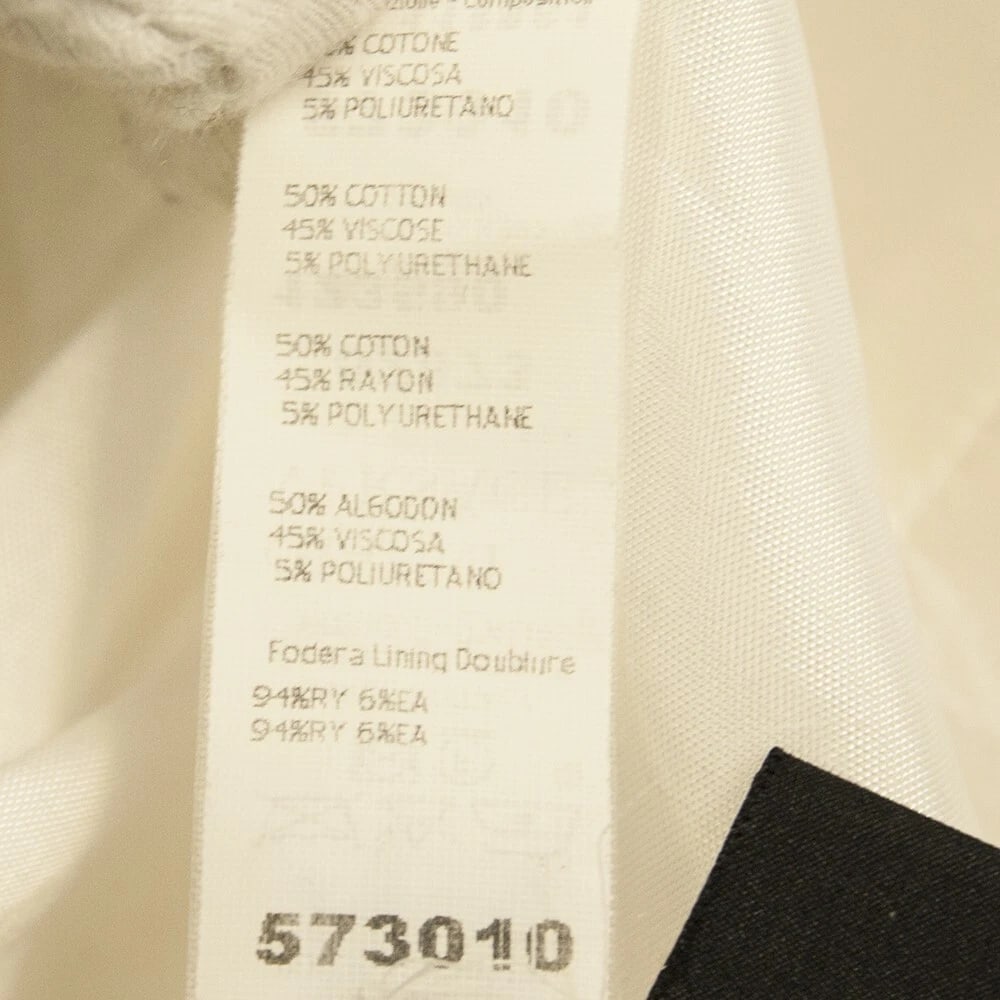 - Composition
COTONE
45% VISCOSA
5% POLIURETANO
50% COTTON
45% VISCOSE
5% POLYURETHANE
50% COTON
45% RAYON
5% POLYURETHANE
50% ALGODON
45% VISCOSA
5% POLIURETANO
Fodera Lining Doublure
94%RY 6%EA
94%RY 6%EA
573010